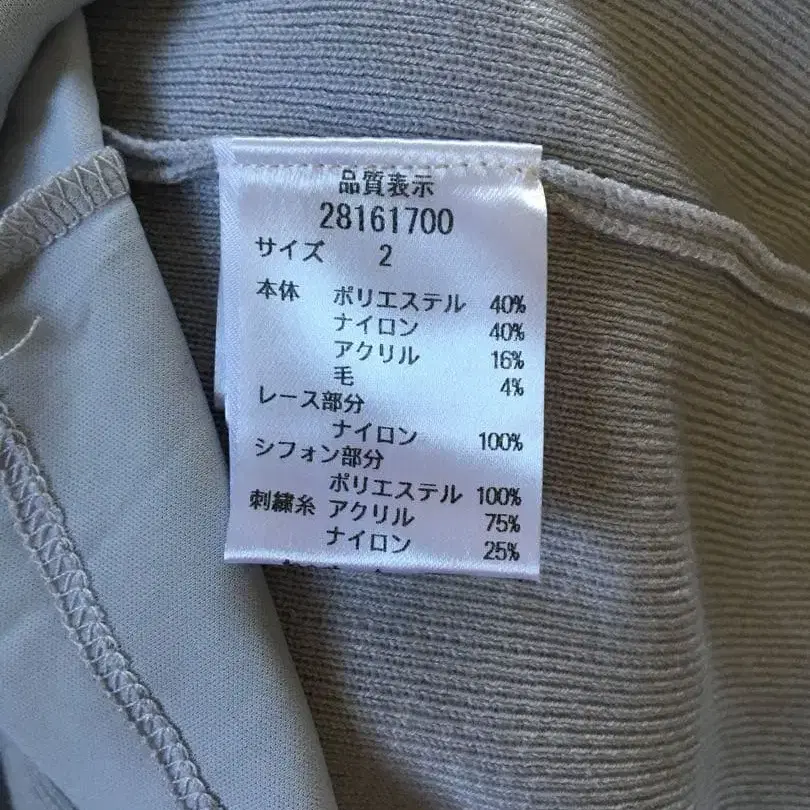 品質表示
28161700
サイズ 2
本体 ポリエステル 40%
ナイロン 40%
アクリル 16%
毛 4%
レース部分
ナイロン 100%
シフォン部分
ポリエステル 100%
刺繍糸 アクリル 75%
ナイロン 25%